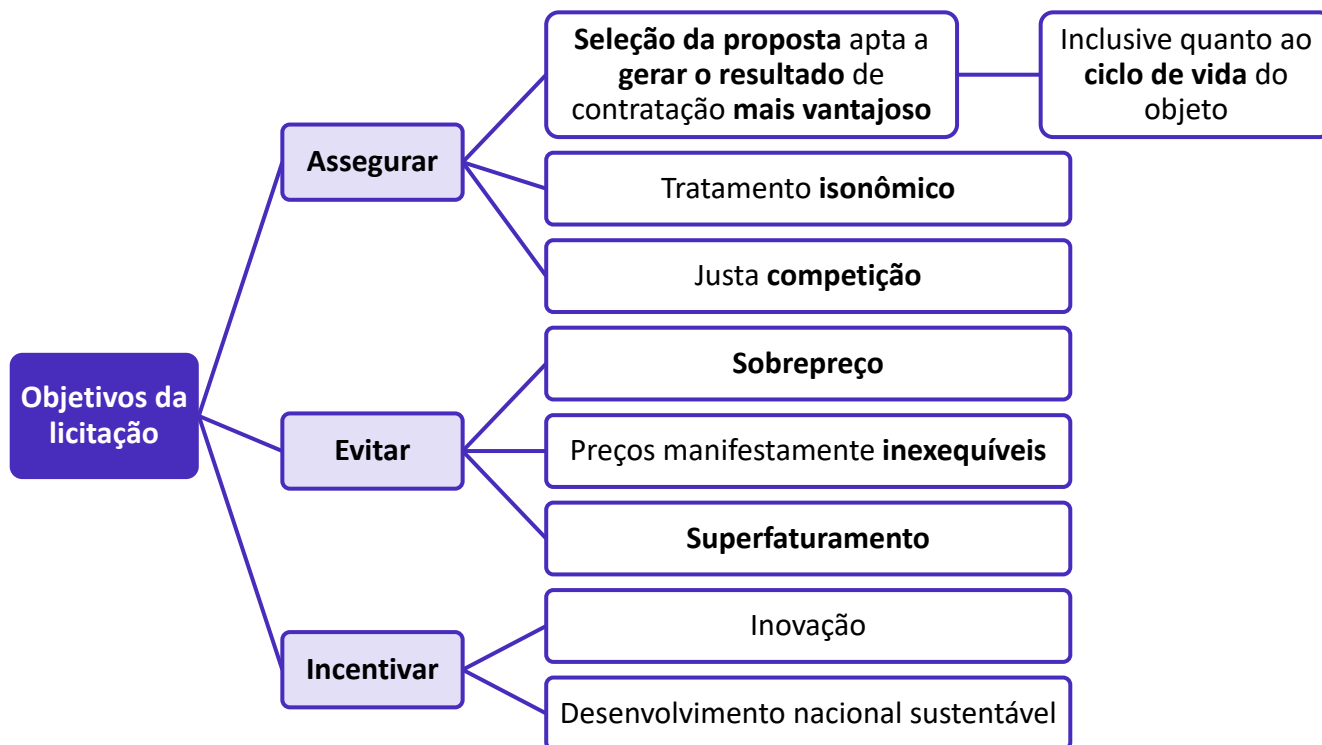 Seleção da proposta apta a
gerar o resultado de
contratação mais vantajoso
Inclusive quanto ao
ciclo de vida do
objeto
Assegurar
Tratamento isonômico
Justa competição
Objetivos da
licitação
Sobrepreço
Evitar
Preços manifestamente inexequíveis
Superfaturamento
Inovação
Incentivar
Desenvolvimento nacional sustentável